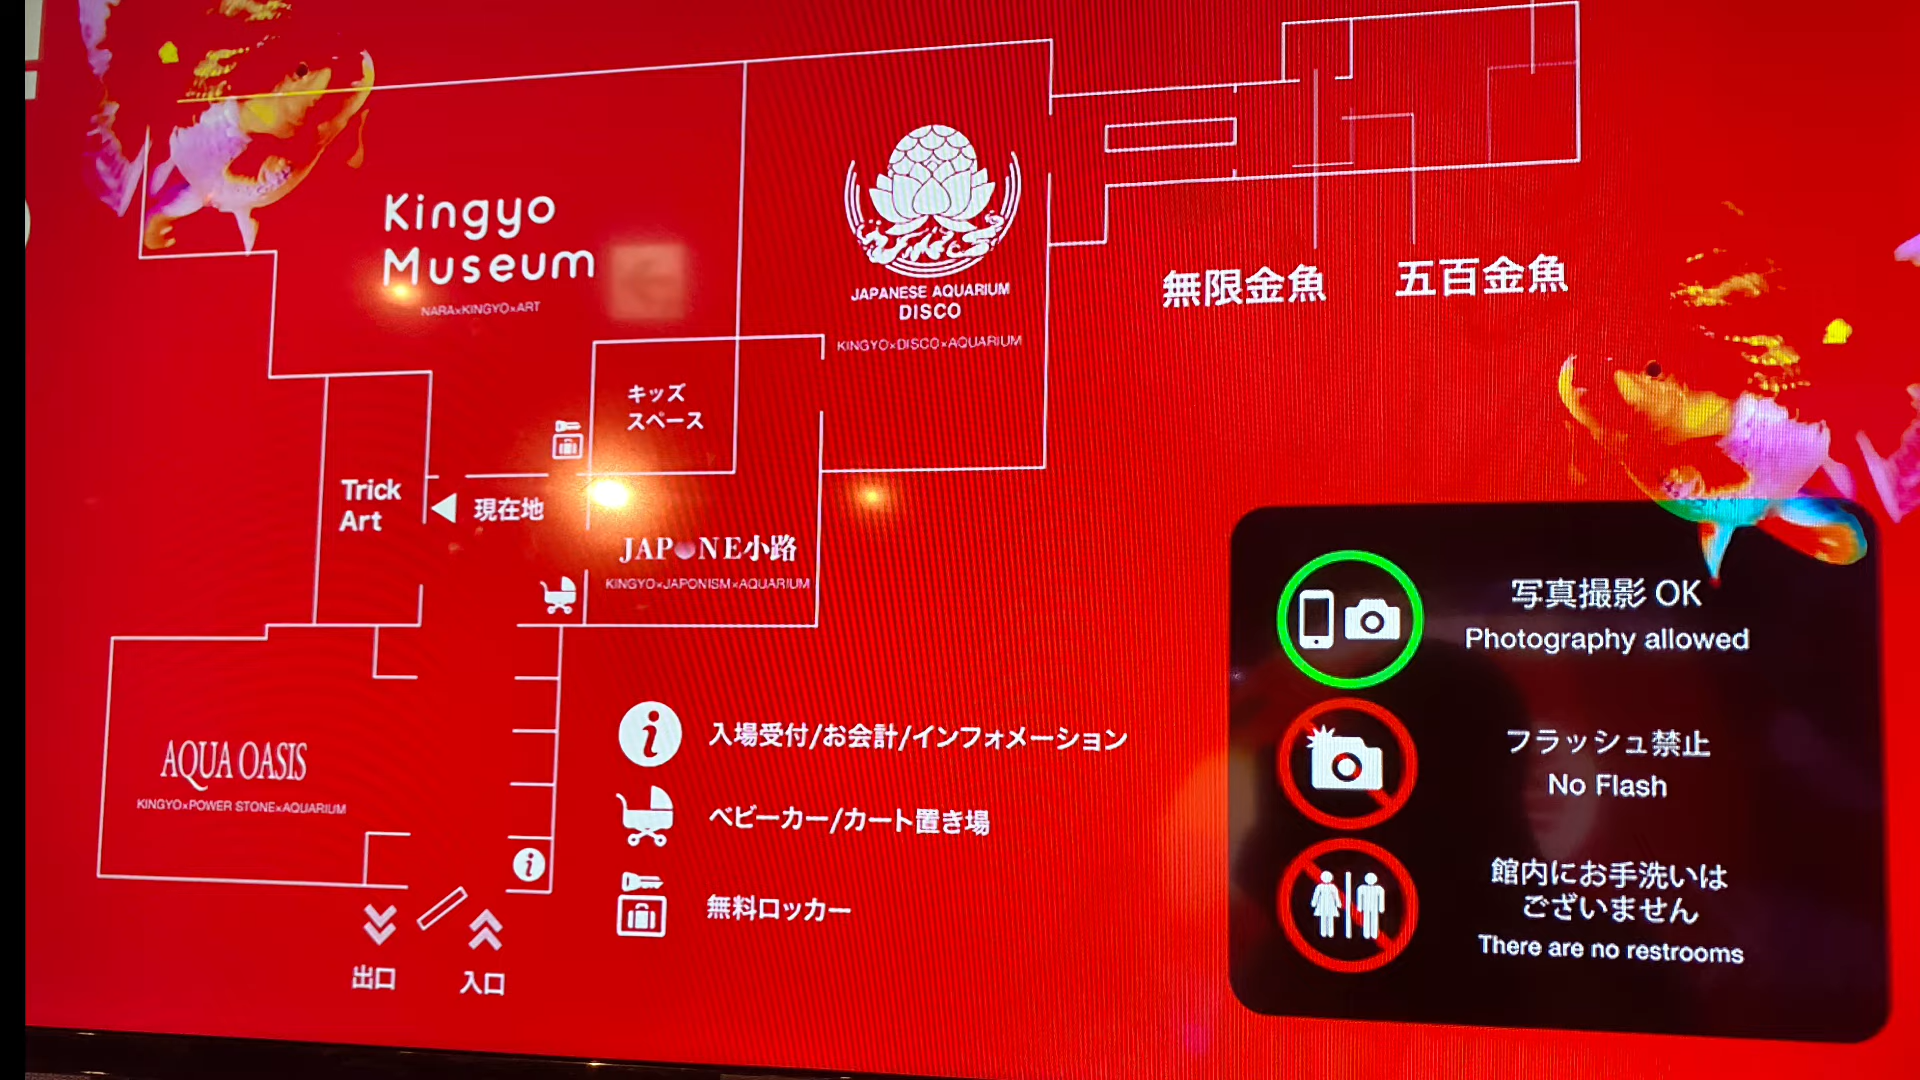 Kingyo
Museum
NARA×KINGYO×ART
JAPANESE AQUARIUM
DISCO
KINGYO×DISCO×AQUARIUM
無限金魚
五百金魚
キッズ
スペース
Trick
Art
現在地
JAPONE小路
KINGYO×JAPONISM×AQUARIUM
AQUA OASIS
KINGYO×POWER STONE×AQUARIUM
出口
入口
入場受付/お会計/インフォメーション
ベビーカー/カート置き場
無料ロッカー
写真撮影 OK
Photography allowed
フラッシュ禁止
No Flash
館内にお手洗いは
ございません
There are no restrooms